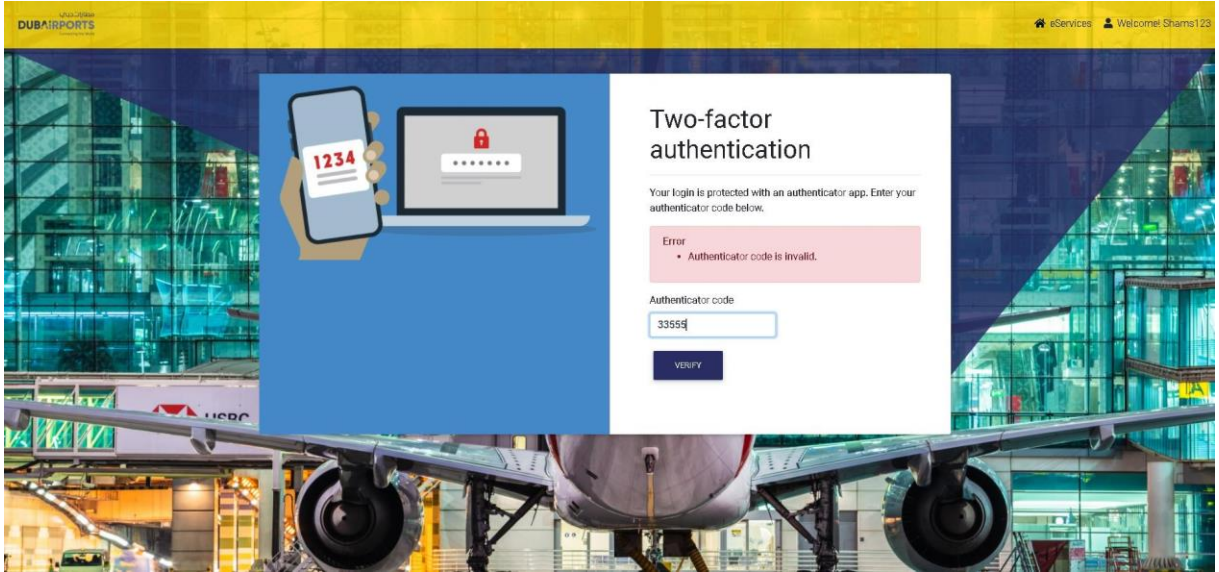 DUBAIRPORTS
eServices
Welcome! Shams123
1234
Two-factor
authentication
Your login is protected with an authenticator app. Enter your
authenticator code below.
Error
• Authenticator code is invalid.
Authenticator code
33555
VERIFY
HSBC
A